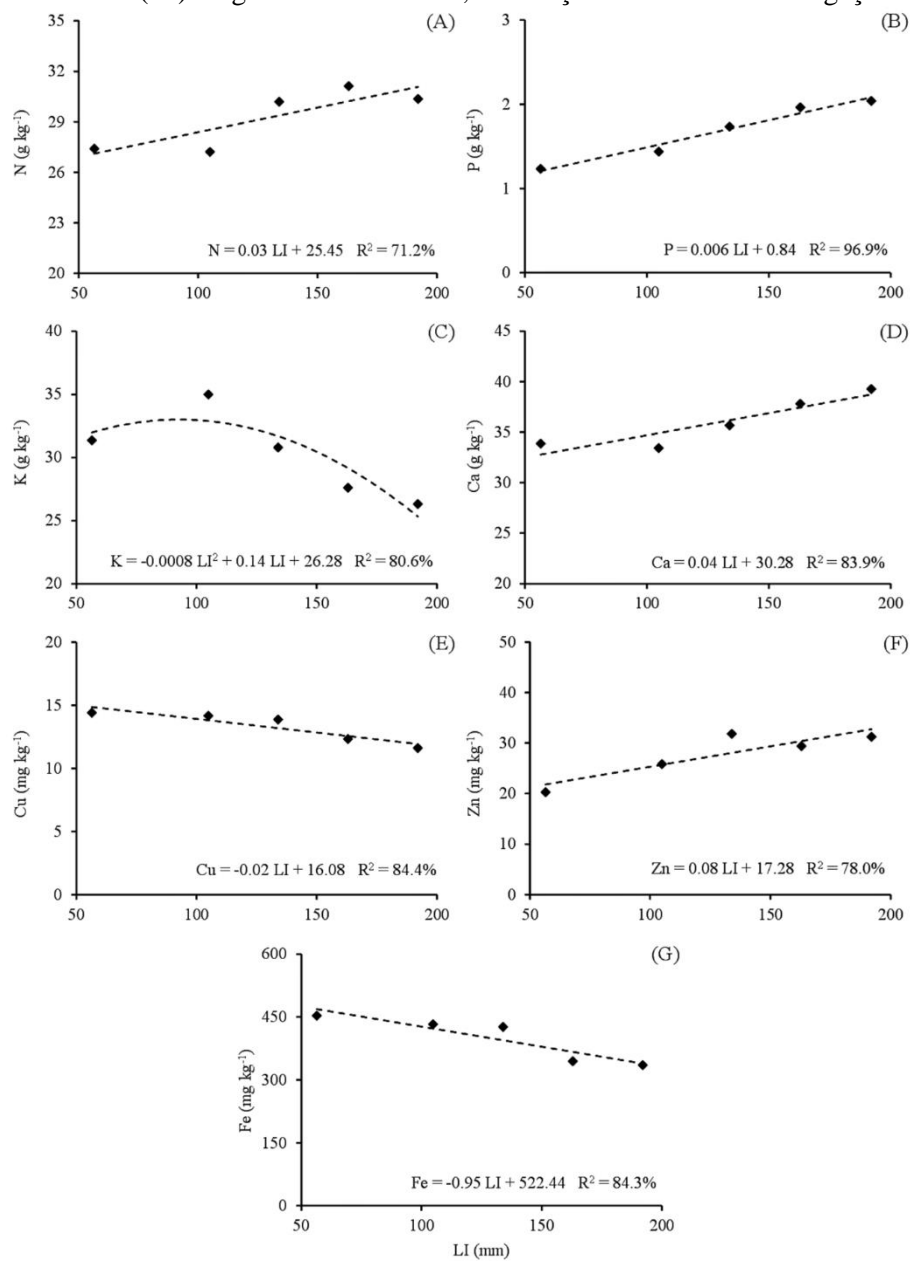 (A)
35
32
29
26
23
20
N (g kg⁻¹)
N = 0.03 LI + 25.45 R² = 71.2%
50 100 150 200
(B)
3
2
1
0
P (g kg⁻¹)
P = 0.006 LI + 0.84 R² = 96.9%
50 100 150 200
(C)
40
35
30
25
20
K (g kg⁻¹)
K = -0.0008 LI² + 0.14 LI + 26.28 R² = 80.6%
50 100 150 200
(D)
45
40
35
30
25
20
Ca (g kg⁻¹)
Ca = 0.04 LI + 30.28 R² = 83.9%
50 100 150 200
(E)
20
15
10
5
0
Cu (mg kg⁻¹)
Cu = -0.02 LI + 16.08 R² = 84.4%
50 100 150 200
(F)
50
40
30
20
10
0
Zn (mg kg⁻¹)
Zn = 0.08 LI + 17.28 R² = 78.0%
50 100 150 200
(G)
600
450
300
150
0
Fe (mg kg⁻¹)
Fe = -0.95 LI + 522.44 R² = 84.3%
50 100 150 200
LI (mm)